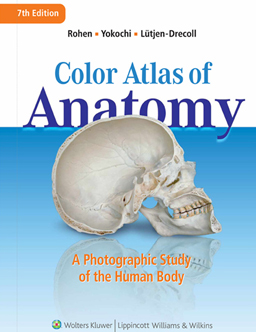 7th Edition
Rohen ▪ Yokochi ▪ Lütjen-Drecoll
Color Atlas of
Anatomy
A Photographic Study
of the Human Body
Wolters Kluwer | Lippincott Williams & Wilkins